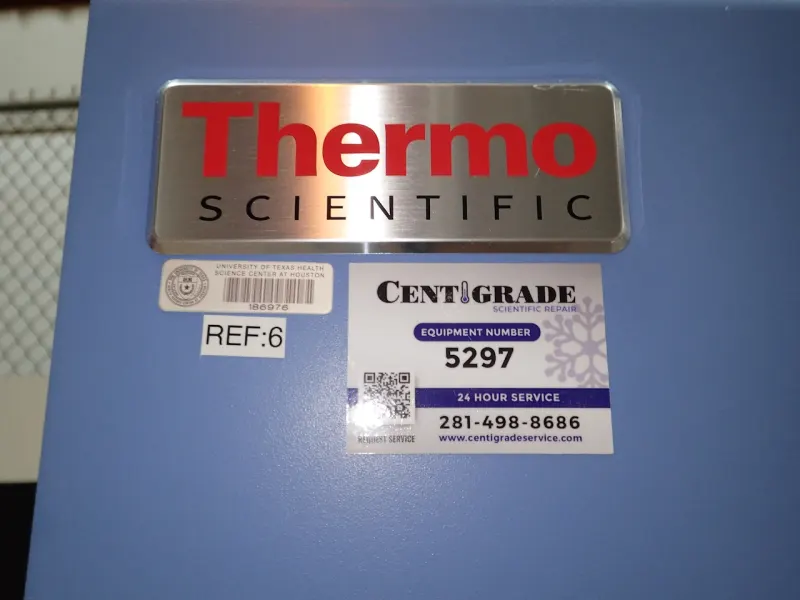 Thermo
SCIENTIFIC
UNIVERSITY OF TEXAS HEALTH
SCIENCE CENTER AT HOUSTON
186976
REF:6
CENTIGRADE
SCIENTIFIC REPAIR
EQUIPMENT NUMBER
5297
24 HOUR SERVICE
281-498-8686
REQUEST SERVICE
www.centigradeservice.com